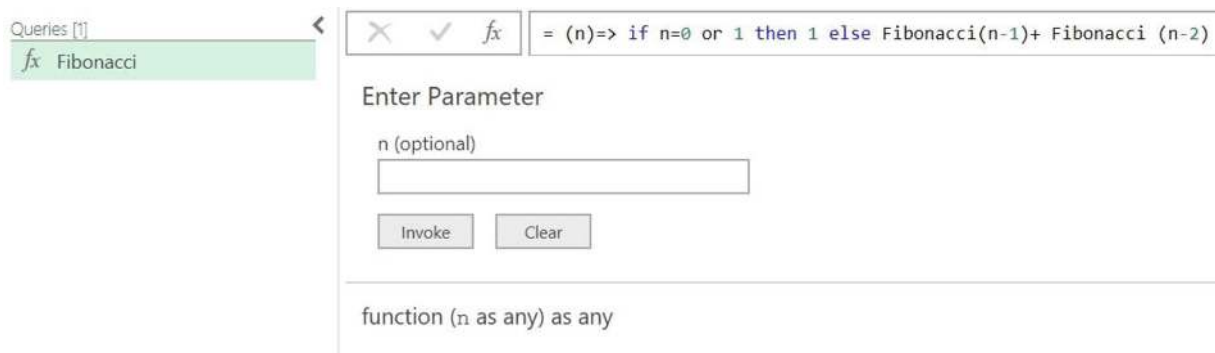 Queries [1]
fx Fibonacci
fx
= (n)=> if n=0 or 1 then 1 else Fibonacci(n-1)+ Fibonacci (n-2)
Enter Parameter
n (optional)
Invoke Clear
function (n as any) as any